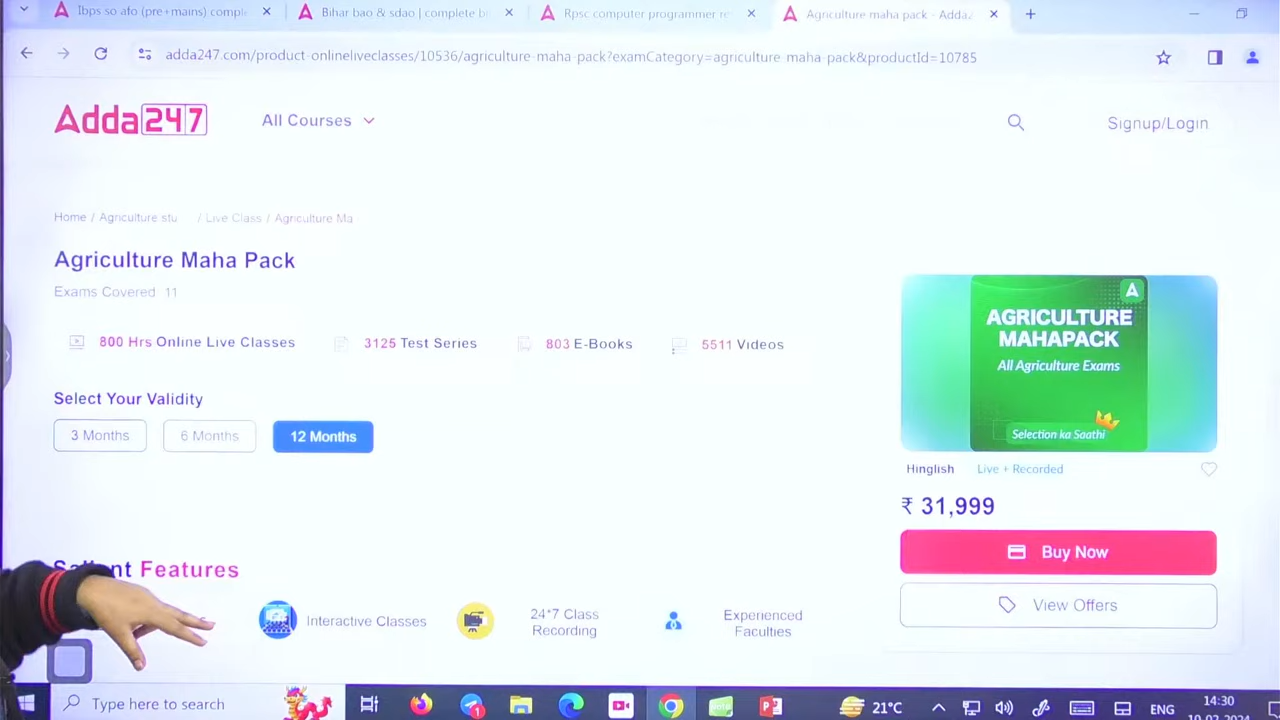 Ibps so afo (pre+mains) compl
Bihar bao & sdao | complete b
Rpsc computer programmer re
Agriculture maha pack - Adda
adda247.com/product-onlineliveclasses/10536/agriculture-maha-pack?examCategory=agriculture-maha-pack&productId=10785
Adda247
All Courses
Signup/Login
Home / Agriculture stu / Live Class / Agriculture Ma
Agriculture Maha Pack
Exams Covered 11
800 Hrs Online Live Classes
3125 Test Series
803 E-Books
5511 Videos
Select Your Validity
3 Months
6 Months
12 Months
AGRICULTURE
MAHAPACK
All Agriculture Exams
Selection ka Saathi
Hinglish
Live + Recorded
₹ 31,999
Buy Now
View Offers
Features
Interactive Classes
24*7 Class
Recording
Experienced
Faculties
Type here to search
21°C
ENG
14:30